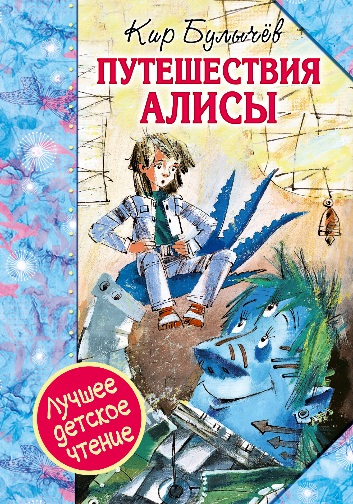 Кир Булычёв
ПУТЕШЕСТВИЯ
АЛИСЫ
Лучшее
детское
чтение